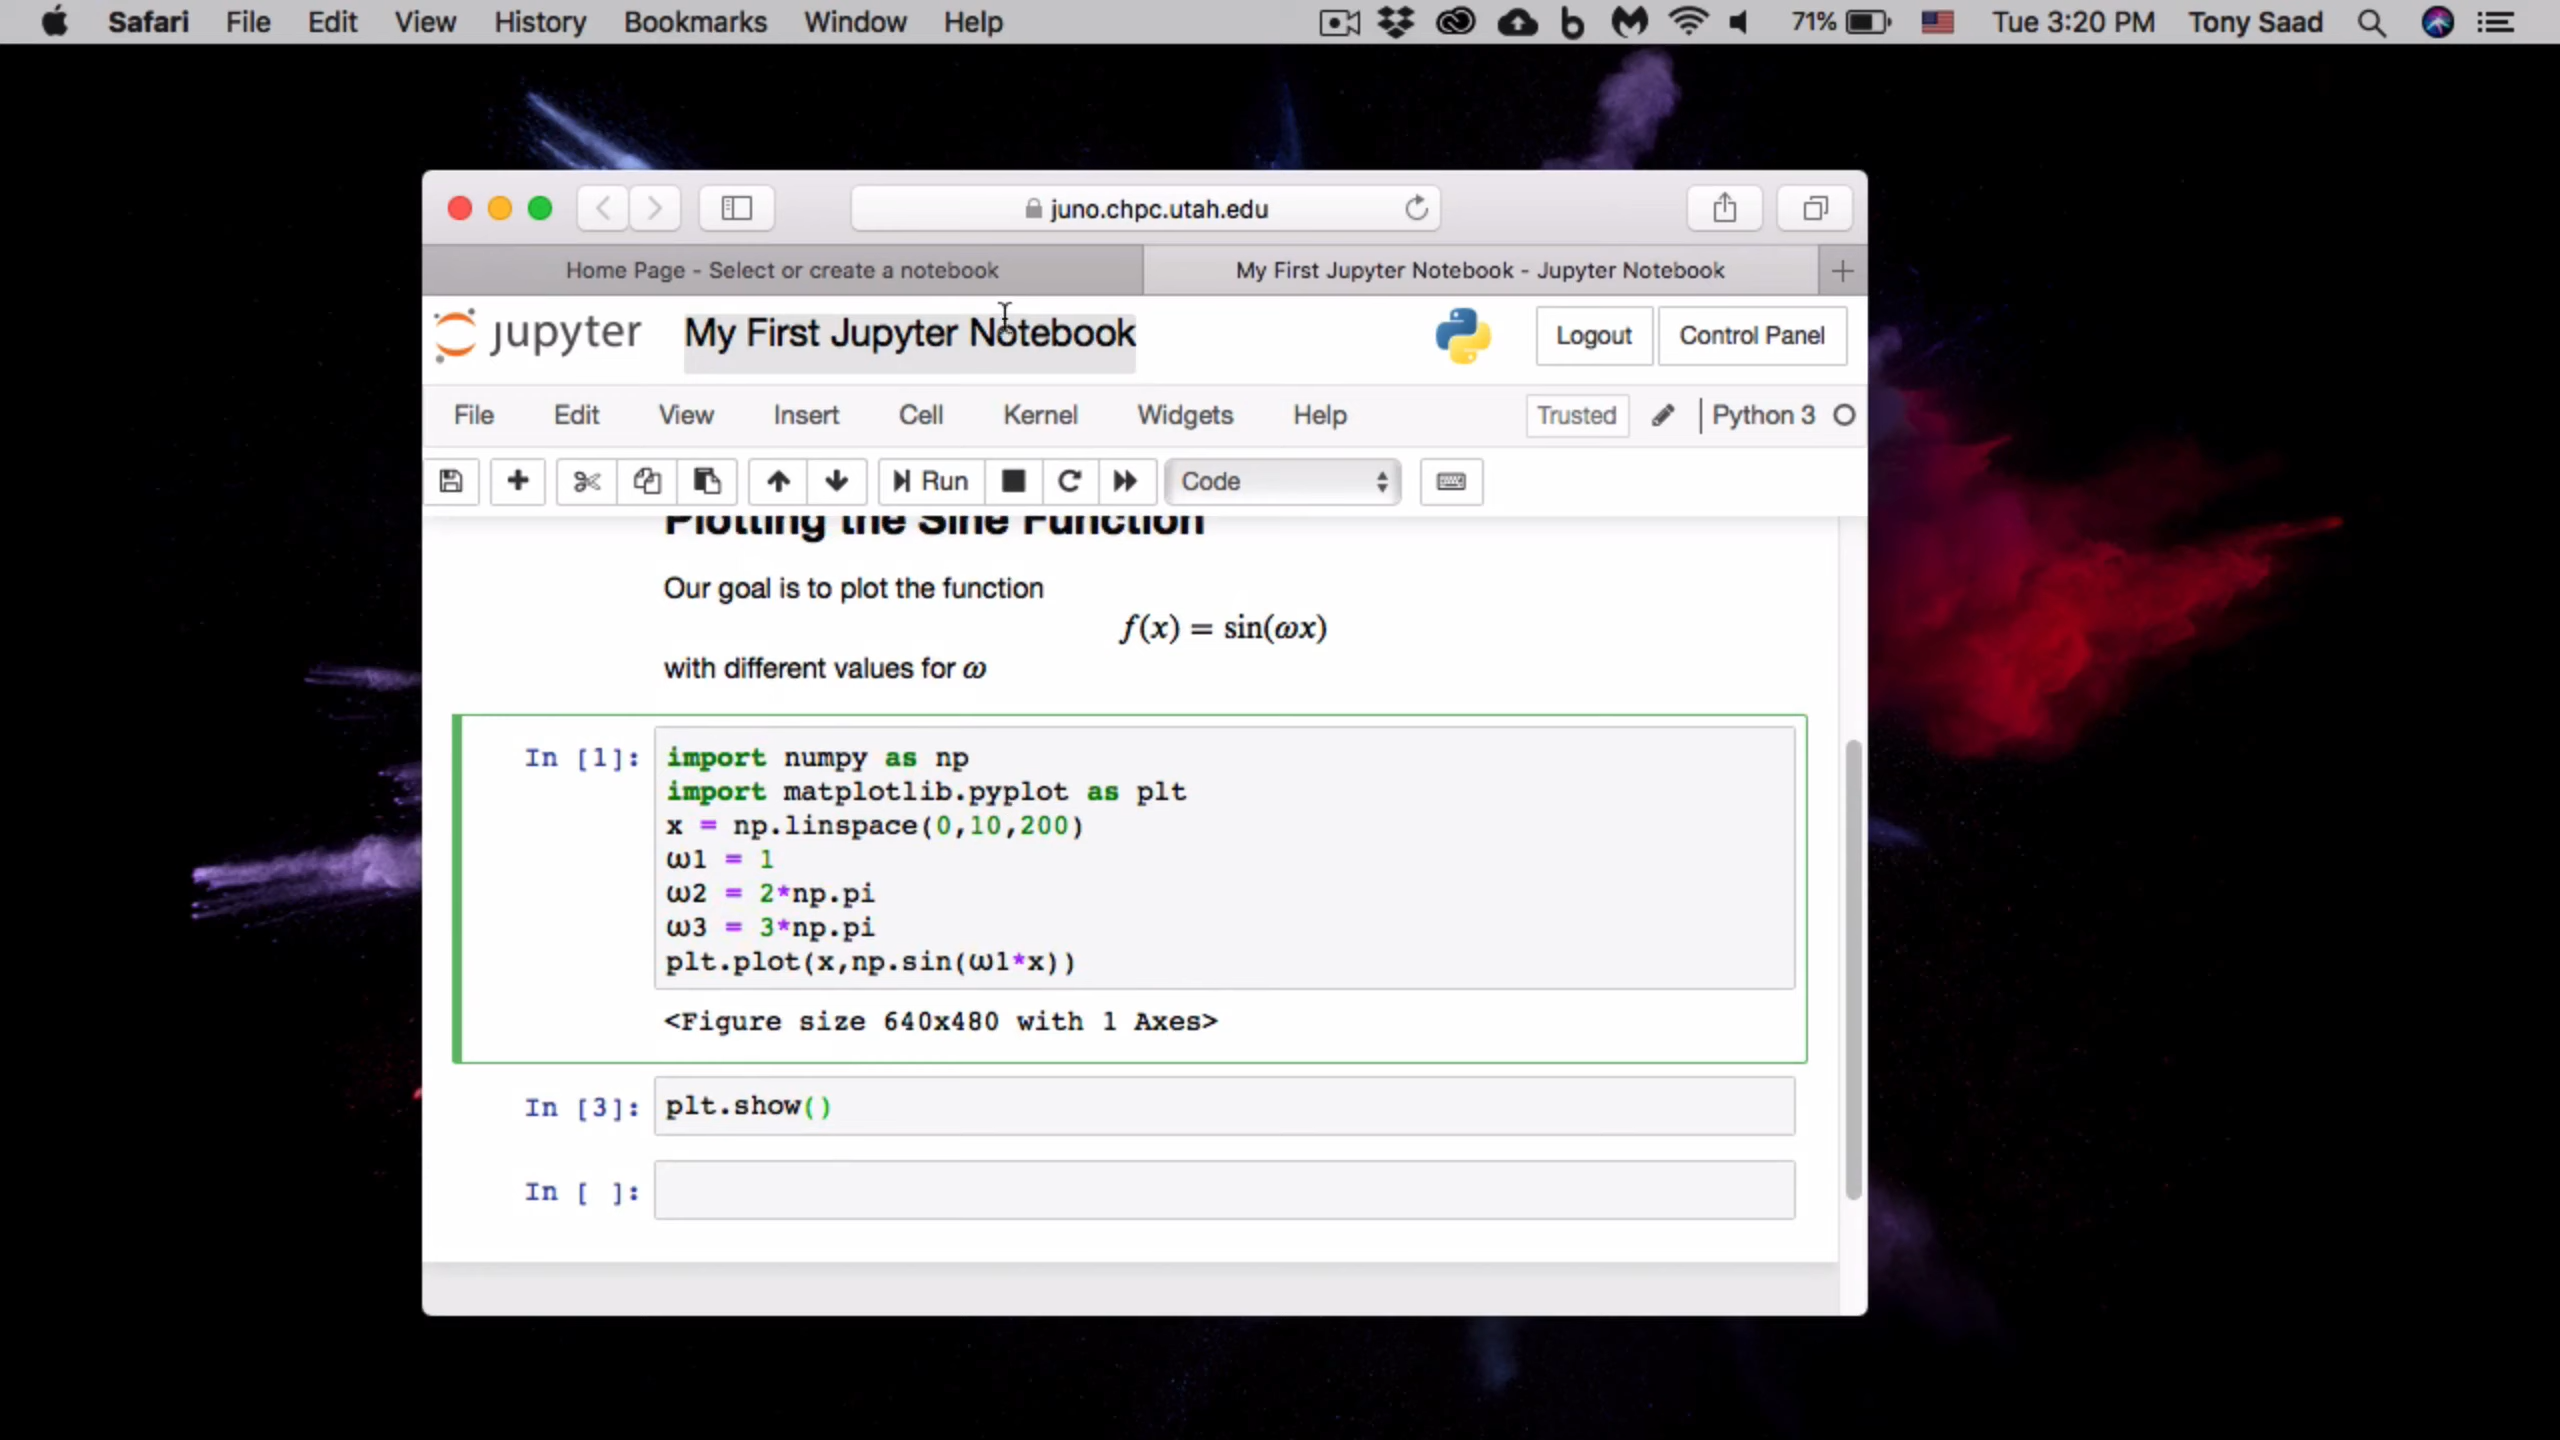 Safari File Edit View History Bookmarks Window Help 71% Tue 3:20 PM Tony Saad
juno.chpc.utah.edu
Home Page - Select or create a notebook My First Jupyter Notebook - Jupyter Notebook
jupyter My First Jupyter Notebook Logout Control Panel
File Edit View Insert Cell Kernel Widgets Help Trusted Python 3
Run Code
Plotting the Sine Function
Our goal is to plot the function
f(x) = sin(ωx)
with different values for ω
In [1]: import numpy as np
import matplotlib.pyplot as plt
x = np.linspace(0,10,200)
ω1 = 1
ω2 = 2*np.pi
ω3 = 3*np.pi
plt.plot(x,np.sin(ω1*x))
<Figure size 640x480 with 1 Axes>
In [3]: plt.show()
In [ ]: